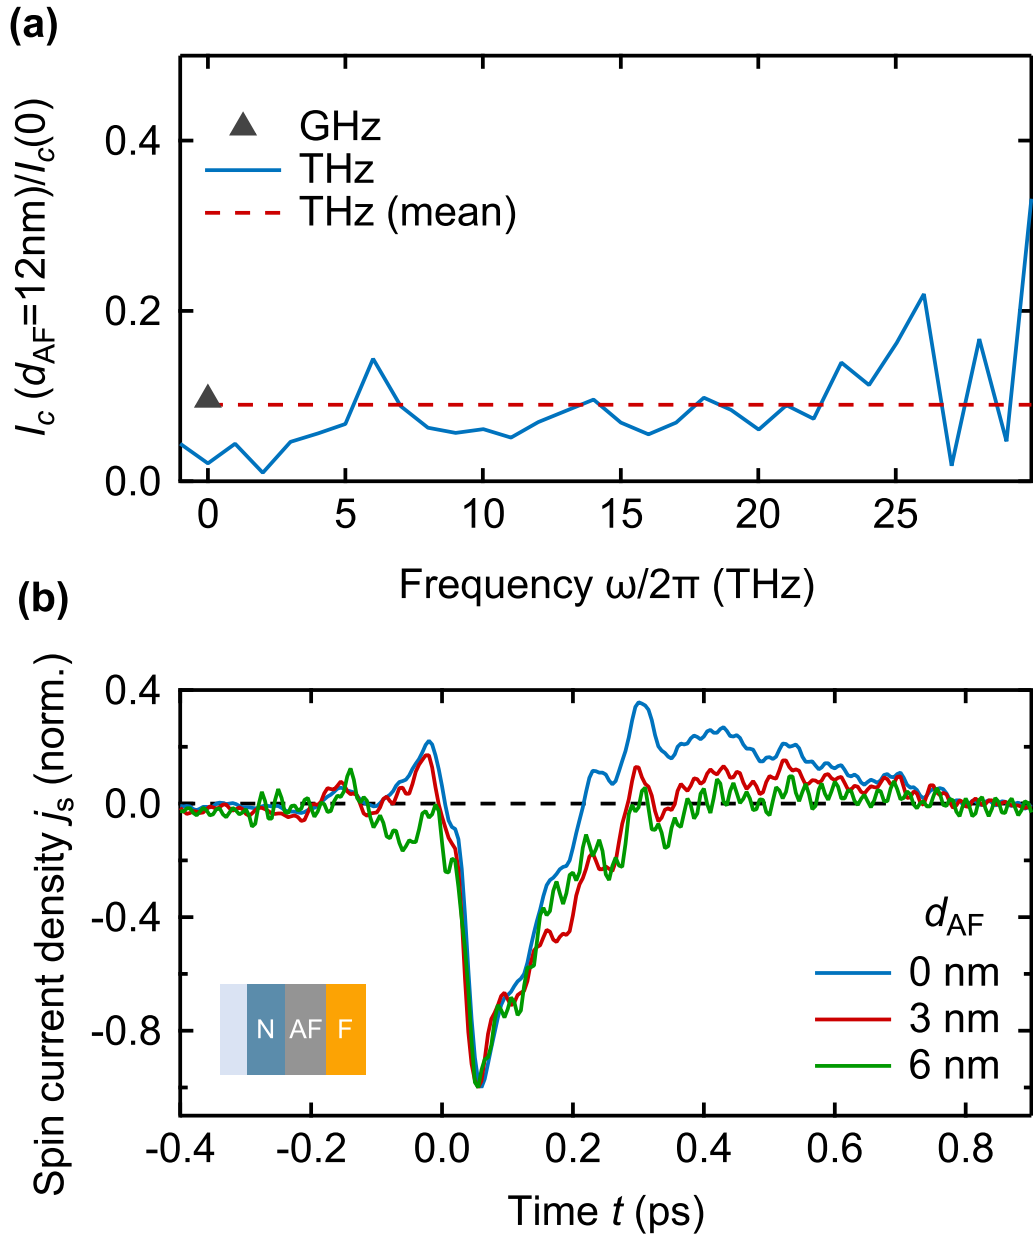 (a)
I_c (d_AF=12nm)/I_c(0)
0.4
0.2
0.0
GHz
THz
THz (mean)
0 5 10 15 20 25
Frequency ω/2π (THz)
(b)
Spin current density j_s (norm.)
0.4
0.0
-0.4
-0.8
N AF F
d_AF
0 nm
3 nm
6 nm
-0.4 -0.2 0.0 0.2 0.4 0.6 0.8
Time t (ps)